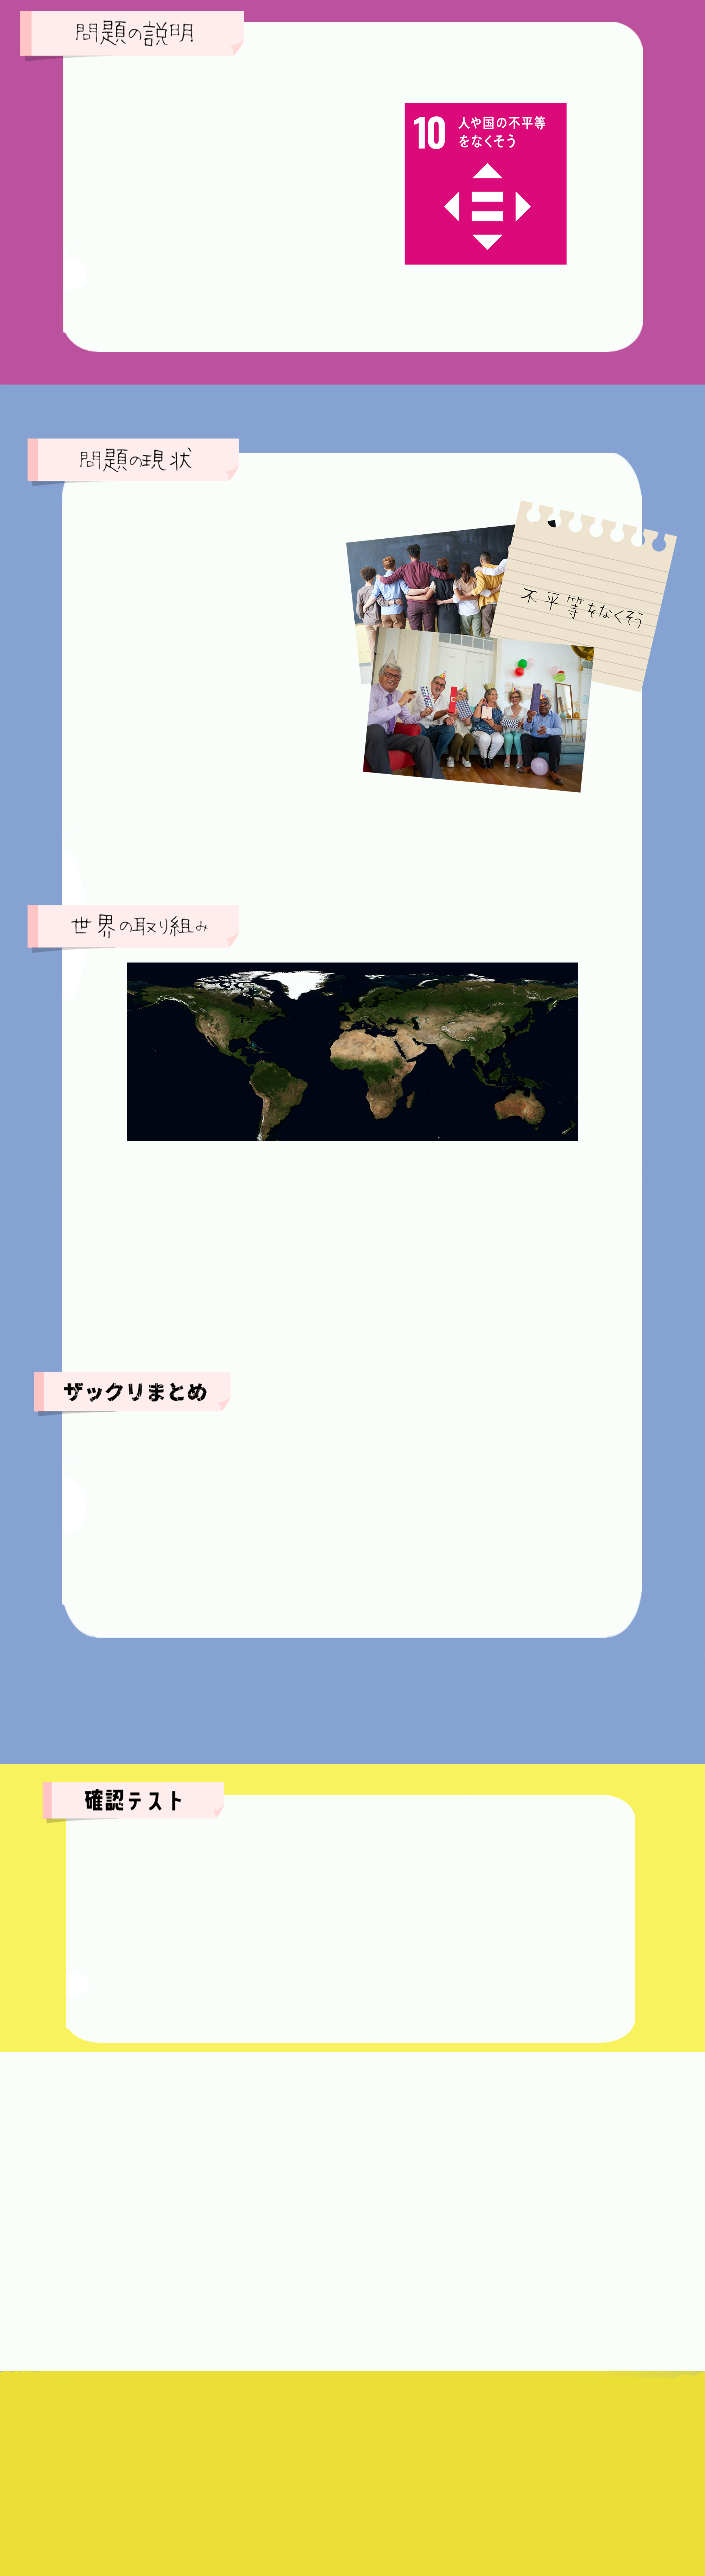 問題の説明
10 人や国の不平等
をなくそう
問題の現状
不平等をなくそう
世界の取り組み
ザックリまとめ
確認テスト